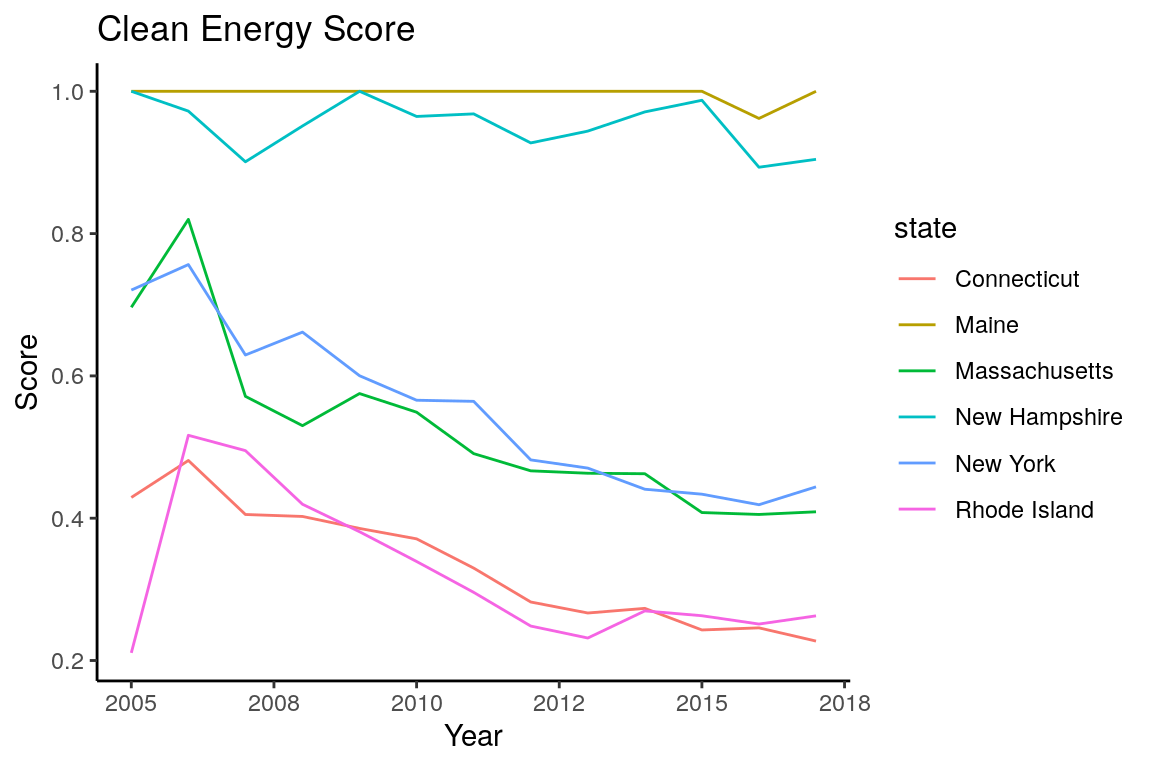 Clean Energy Score
1.0
0.8
0.6
0.4
0.2
Score
2005 2008 2010 2012 2015 2018
Year
state
Connecticut
Maine
Massachusetts
New Hampshire
New York
Rhode Island